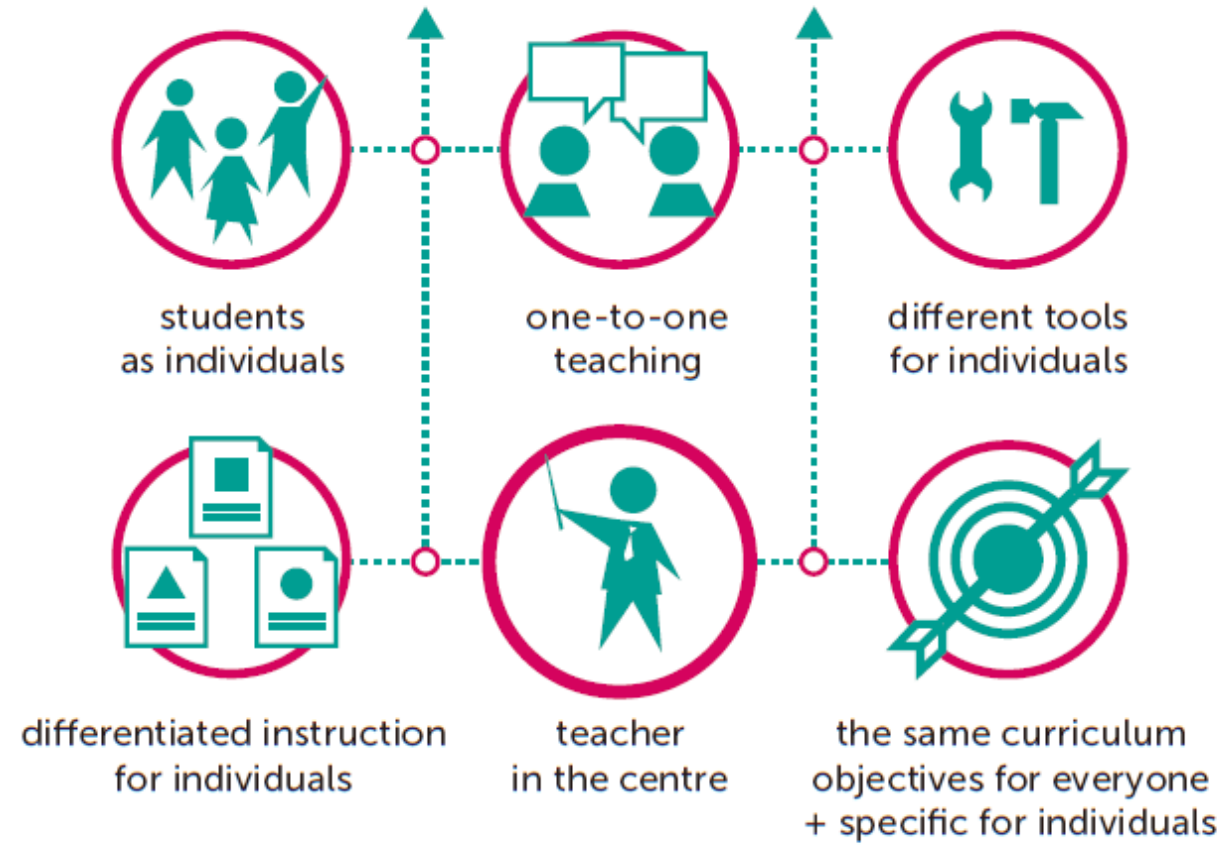 students
as individuals
one-to-one
teaching
different tools
for individuals
differentiated instruction
for individuals
teacher
in the centre
the same curriculum
objectives for everyone
+ specific for individuals